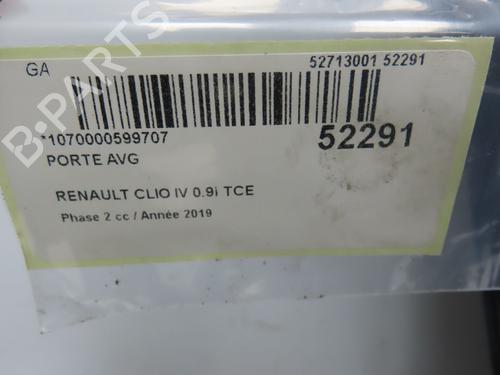 GA
52713001 52291
*1070000599707
52291
PORTE AVG
RENAULT CLIO IV 0.9i TCE
Phase 2 cc / Année 2019
B-PARTS